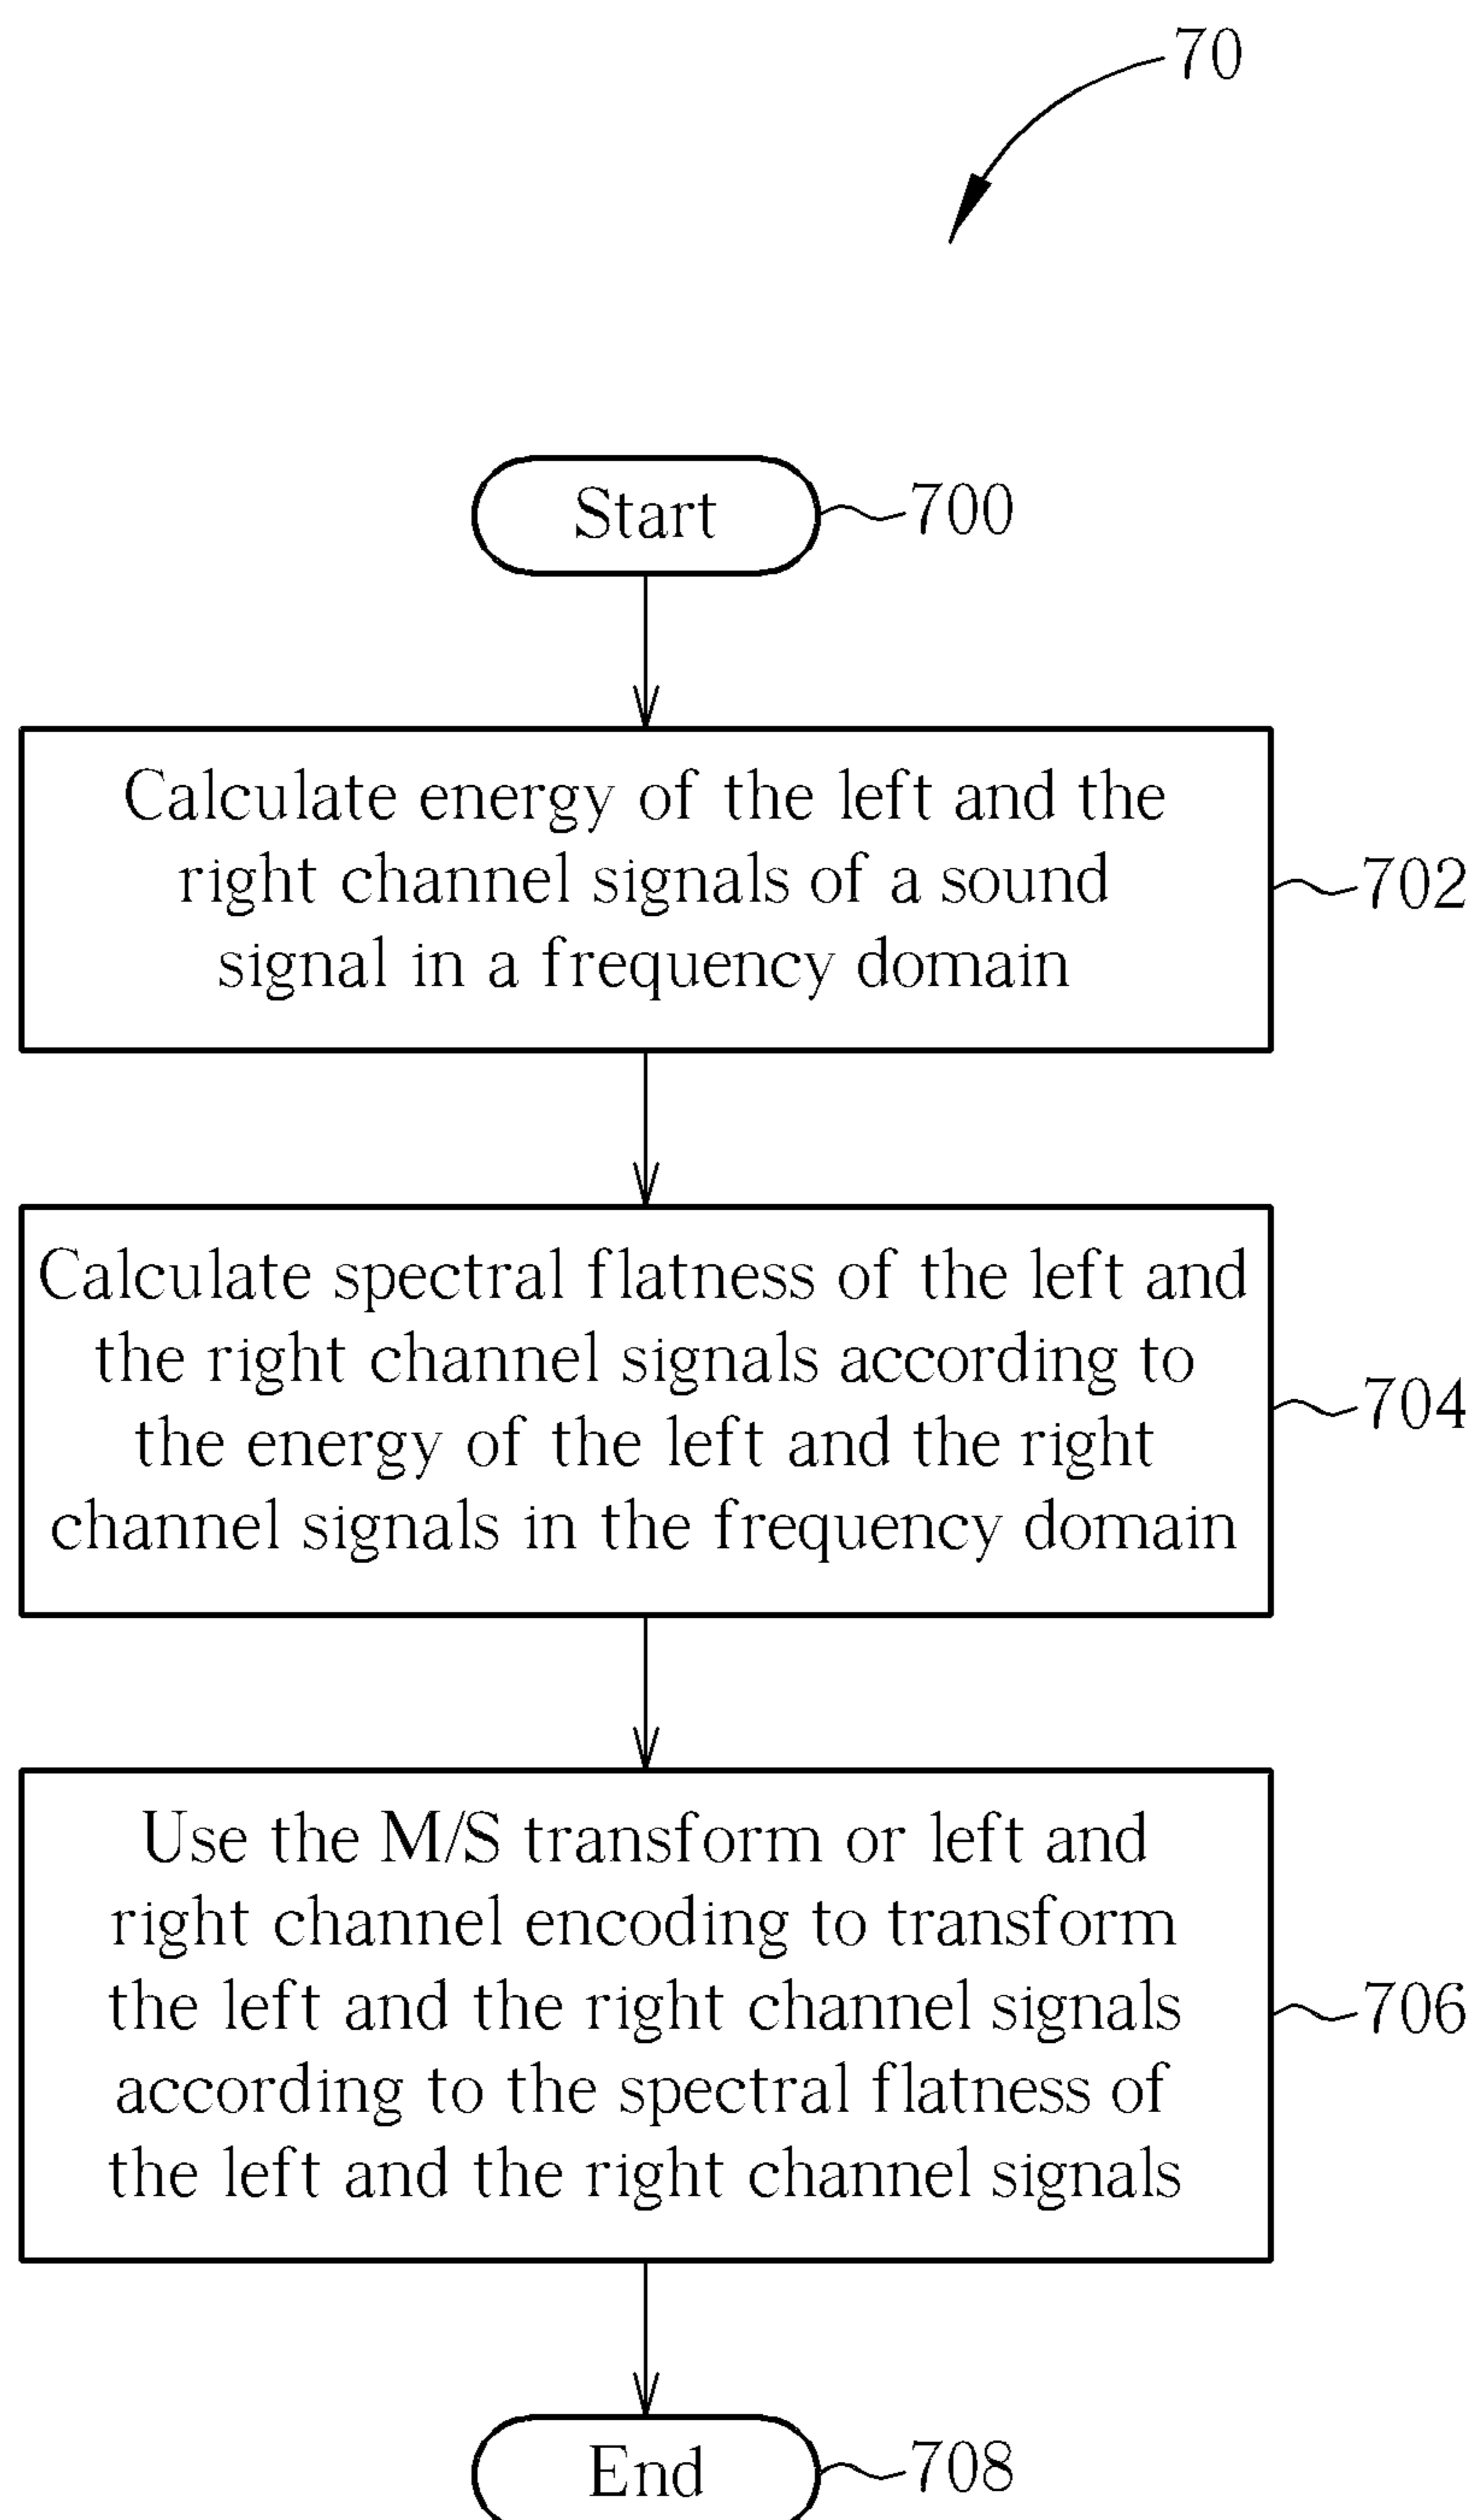 70
Start
700
Calculate energy of the left and the
right channel signals of a sound
signal in a frequency domain
702
Calculate spectral flatness of the left and
the right channel signals according to
the energy of the left and the right
channel signals in the frequency domain
704
Use the M/S transform or left and
right channel encoding to transform
the left and the right channel signals
according to the spectral flatness of
the left and the right channel signals
706
End
708